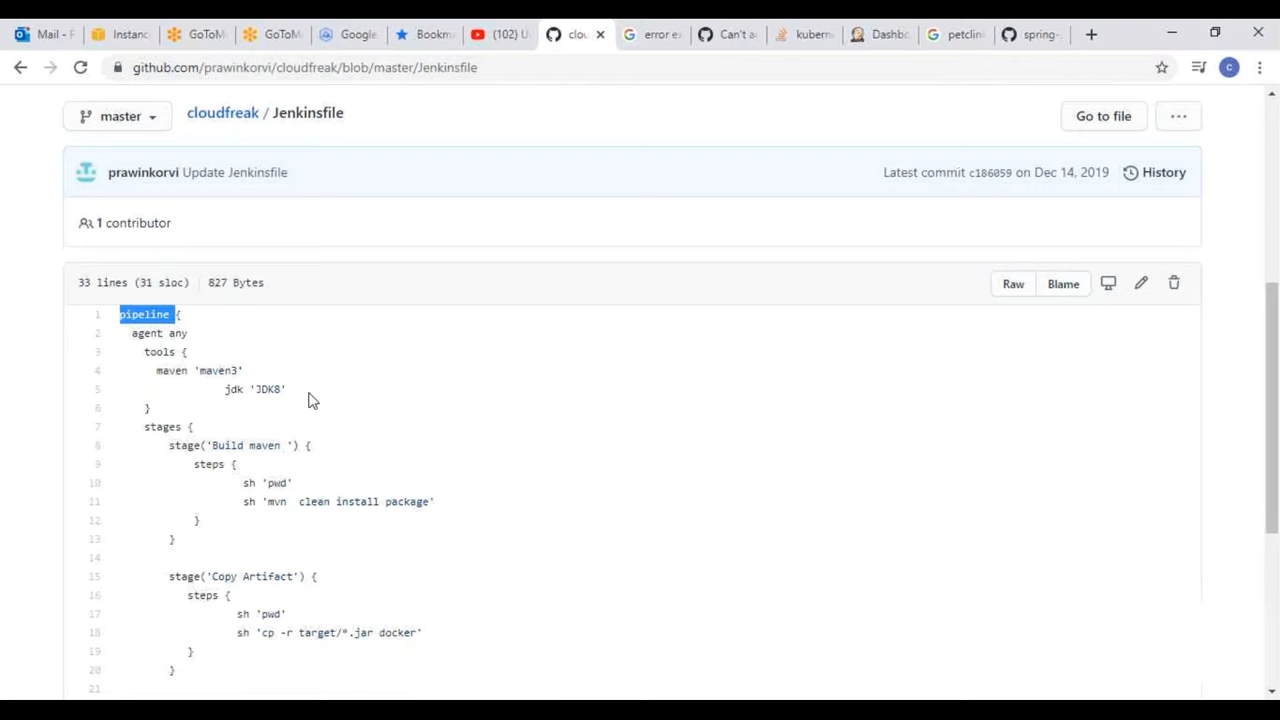 Mail - F
Instanc
GoToM
GoToM
Google
Bookm
(102) U
clou
error e
Can't a
kubern
Dashb
petclin
spring-
github.com/prawinkorvi/cloudfreak/blob/master/Jenkinsfile
C
master
cloudfreak / Jenkinsfile
Go to file
...
prawinkorvi Update Jenkinsfile
Latest commit c186059 on Dec 14, 2019
History
1 contributor
33 lines (31 sloc) | 827 Bytes
Raw
Blame
1 pipeline {
2 agent any
3 tools {
4 maven 'maven3'
5 jdk 'JDK8'
6 }
7 stages {
8 stage('Build maven ') {
9 steps {
10 sh 'pwd'
11 sh 'mvn  clean install package'
12 }
13 }
14
15 stage('Copy Artifact') {
16 steps {
17 sh 'pwd'
18 sh 'cp -r target/*.jar docker'
19 }
20 }
21